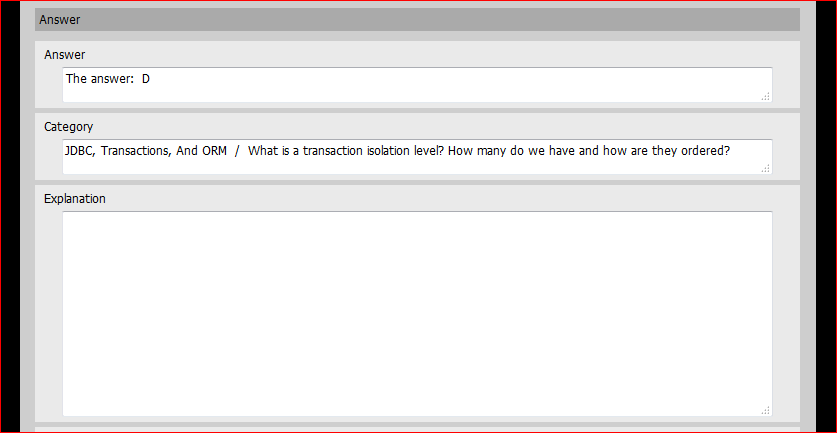 Answer
Answer
The answer:  D
Category
JDBC, Transactions, And ORM  /  What is a transaction isolation level? How many do we have and how are they ordered?
Explanation